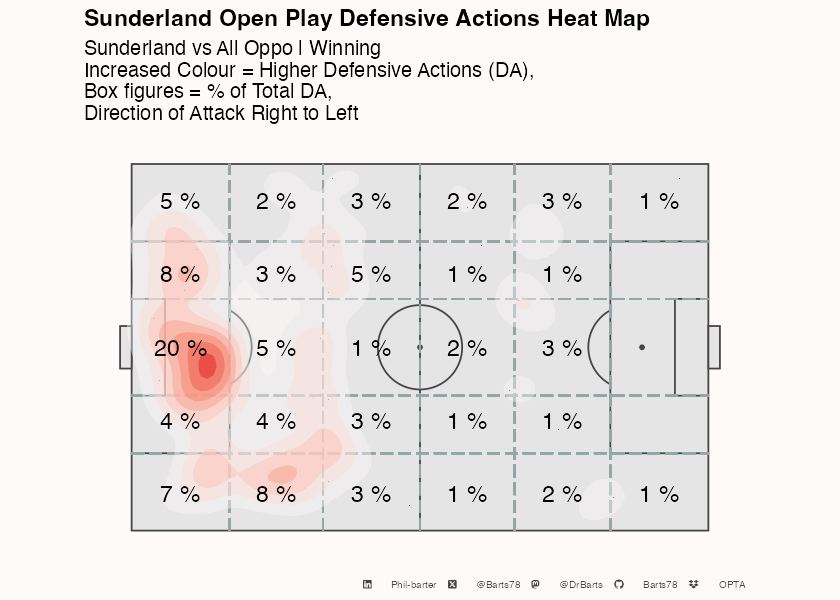 Sunderland Open Play Defensive Actions Heat Map
Sunderland vs All Oppo | Winning
Increased Colour = Higher Defensive Actions (DA),
Box figures = % of Total DA,
Direction of Attack Right to Left
5 % 2 % 3 % 2 % 3 % 1 %
8 % 3 % 5 % 1 % 1 %
20 % 5 % 1 % 2 % 3 %
4 % 4 % 3 % 1 % 1 %
7 % 8 % 3 % 1 % 2 % 1 %
Phil-barter @Barts78 @DrBarts Barts78 OPTA